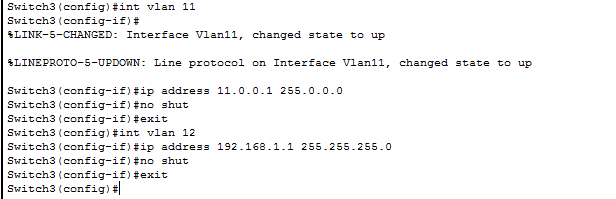 Switch3(config)#int vlan 11
Switch3(config-if)#
%LINK-5-CHANGED: Interface Vlan11, changed state to up
%LINEPROTO-5-UPDOWN: Line protocol on Interface Vlan11, changed state to up
Switch3(config-if)#ip address 11.0.0.1 255.0.0.0
Switch3(config-if)#no shut
Switch3(config-if)#exit
Switch3(config)#int vlan 12
Switch3(config-if)#ip address 192.168.1.1 255.255.255.0
Switch3(config-if)#no shut
Switch3(config-if)#exit
Switch3(config)#